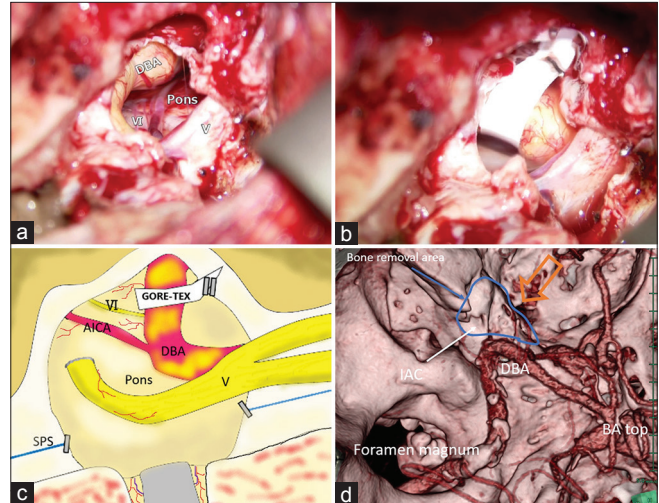 DBA
Pons
VI
V
a
b
GORE-TEX
VI
AICA
DBA
Pons
V
SPS
c
Bone removal area
IAC
DBA
BA top
Foramen magnum
d